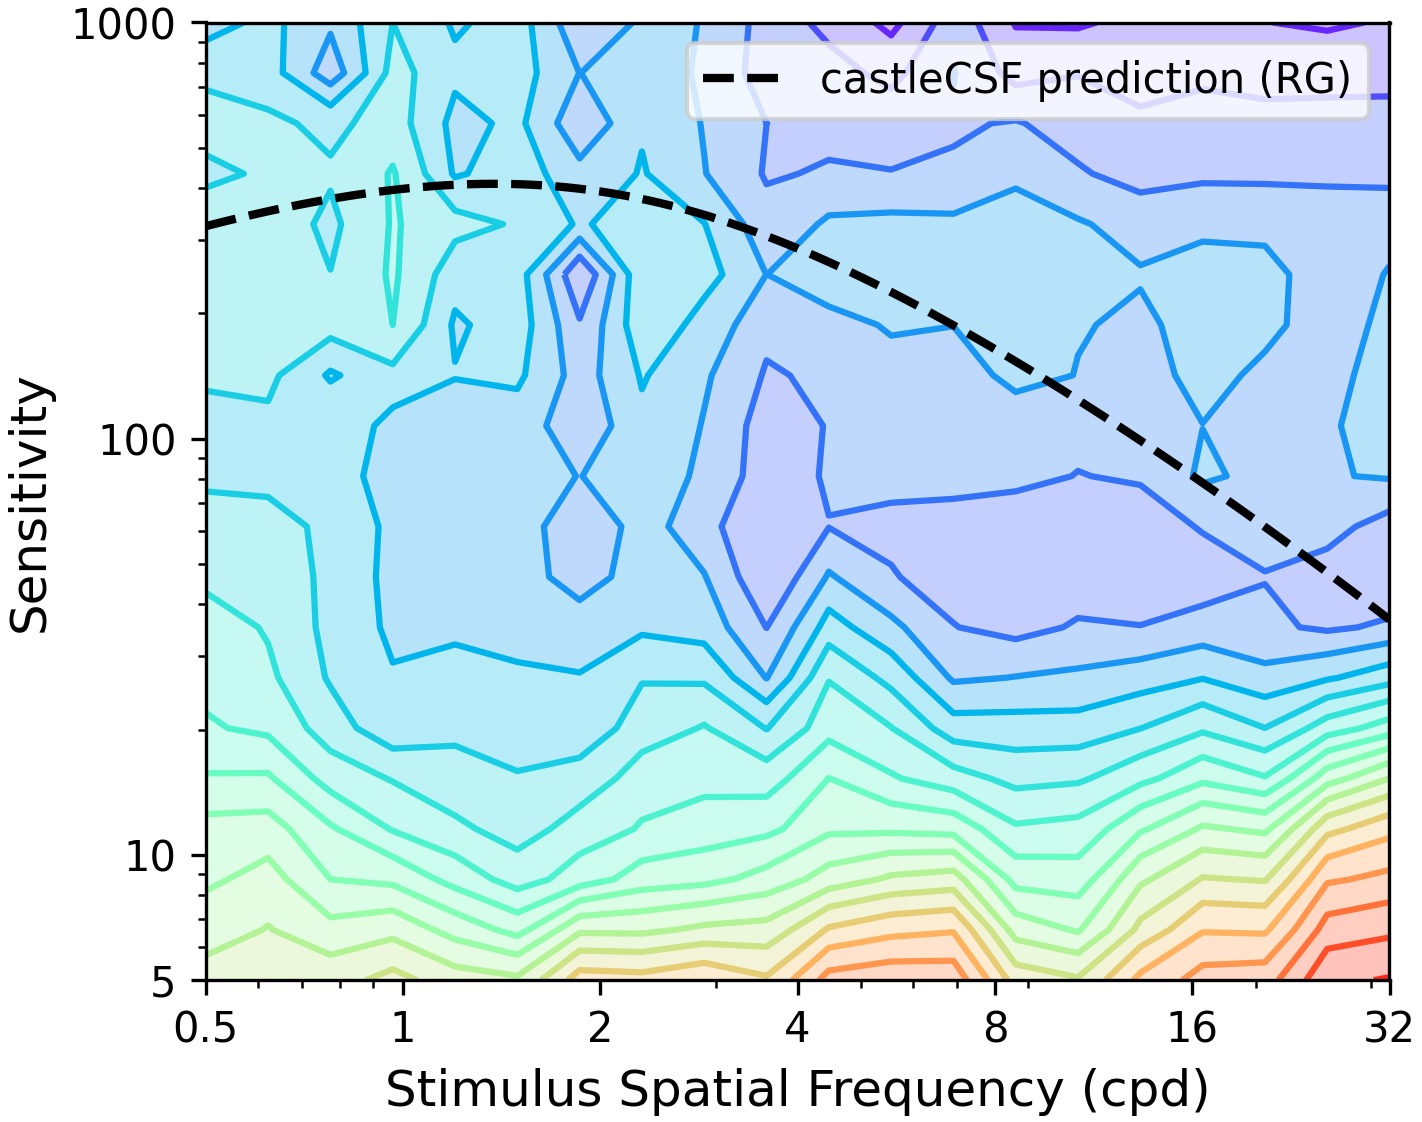 1000
castleCSF prediction (RG)
100
Sensitivity
10
5
0.5 1 2 4 8 16 32
Stimulus Spatial Frequency (cpd)